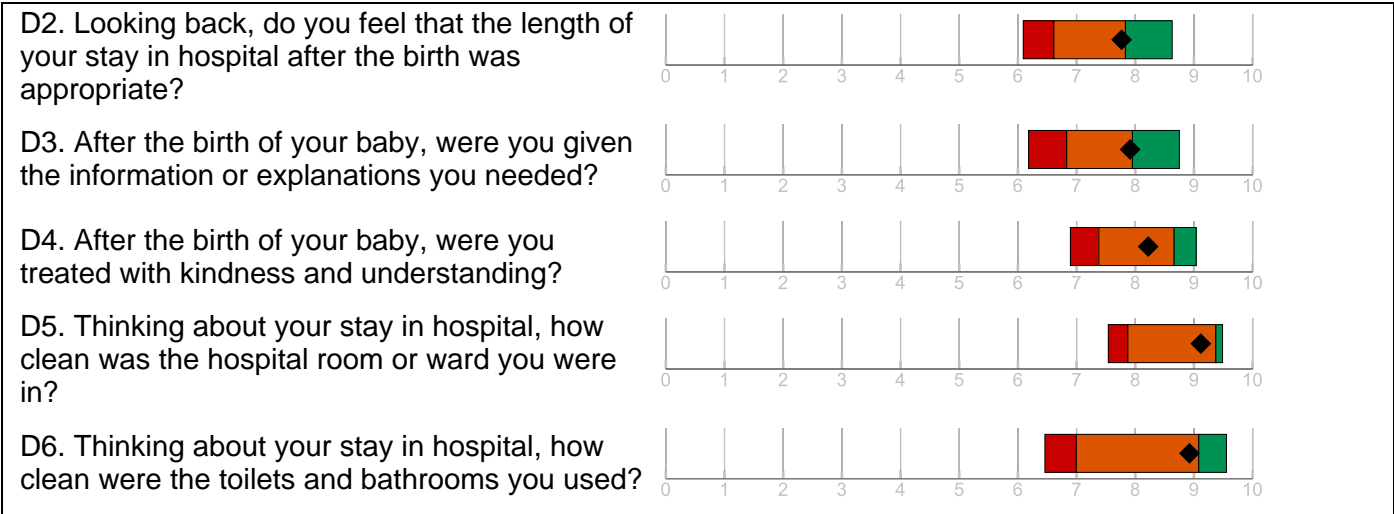 D2. Looking back, do you feel that the length of
your stay in hospital after the birth was
appropriate?
0 1 2 3 4 5 6 7 8 9 10
D3. After the birth of your baby, were you given
the information or explanations you needed?
0 1 2 3 4 5 6 7 8 9 10
D4. After the birth of your baby, were you
treated with kindness and understanding?
0 1 2 3 4 5 6 7 8 9 10
D5. Thinking about your stay in hospital, how
clean was the hospital room or ward you were
in?
0 1 2 3 4 5 6 7 8 9 10
D6. Thinking about your stay in hospital, how
clean were the toilets and bathrooms you used?
0 1 2 3 4 5 6 7 8 9 10